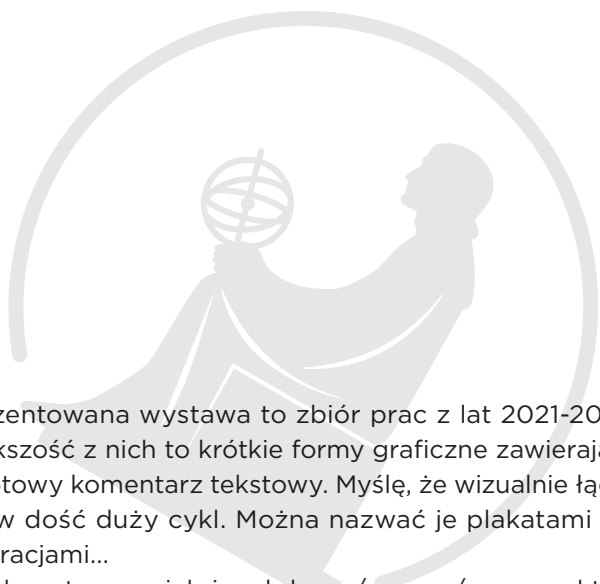 zentowana wystawa to zbiór prac z lat 2021-20
kszość z nich to krótkie formy graficzne zawieraj
towy komentarz tekstowy. Myślę, że wizualnie łą
w dość duży cykl. Można nazwać je plakatami
racjami...